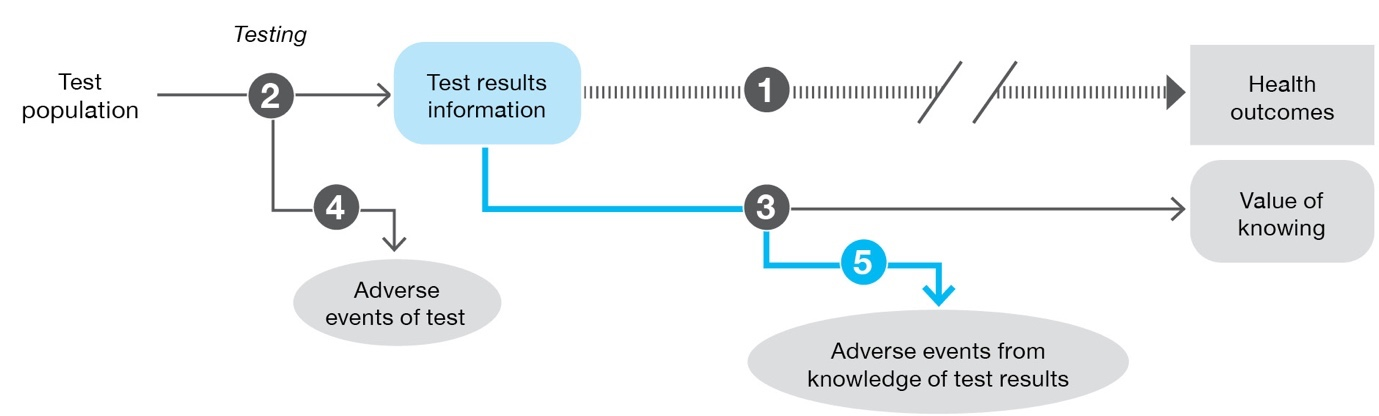 Testing
Test
population
2
Test results
information
1
Health
outcomes
4
3
Value of
knowing
5
Adverse
events of test
Adverse events from
knowledge of test results